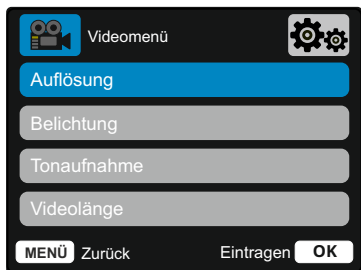 Videomenü
Auflösung
Belichtung
Tonaufnahme
Videolänge
MENÜ Zurück Eintragen OK